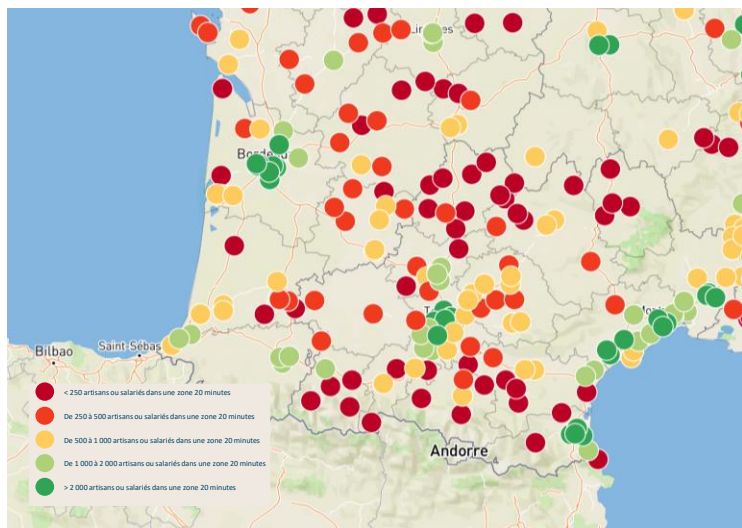 Limoges
Bordea
T
Mon
Bilbao
Saint-Sébas
Andorre
< 250 artisans ou salariés dans une zone 20 minutes
De 250 à 500 artisans ou salariés dans une zone 20 minutes
De 500 à 1 000 artisans ou salariés dans une zone 20 minutes
De 1 000 à 2 000 artisans ou salariés dans une zone 20 minutes
> 2 000 artisans ou salariés dans une zone 20 minutes